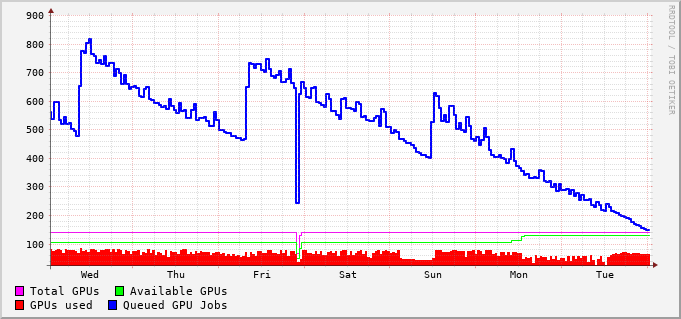 900
800
700
600
500
400
300
200
100
Wed Thu Fri Sat Sun Mon Tue
Total GPUs Available GPUs
GPUs used Queued GPU Jobs
RRDTOOL / TOBI OETIKER